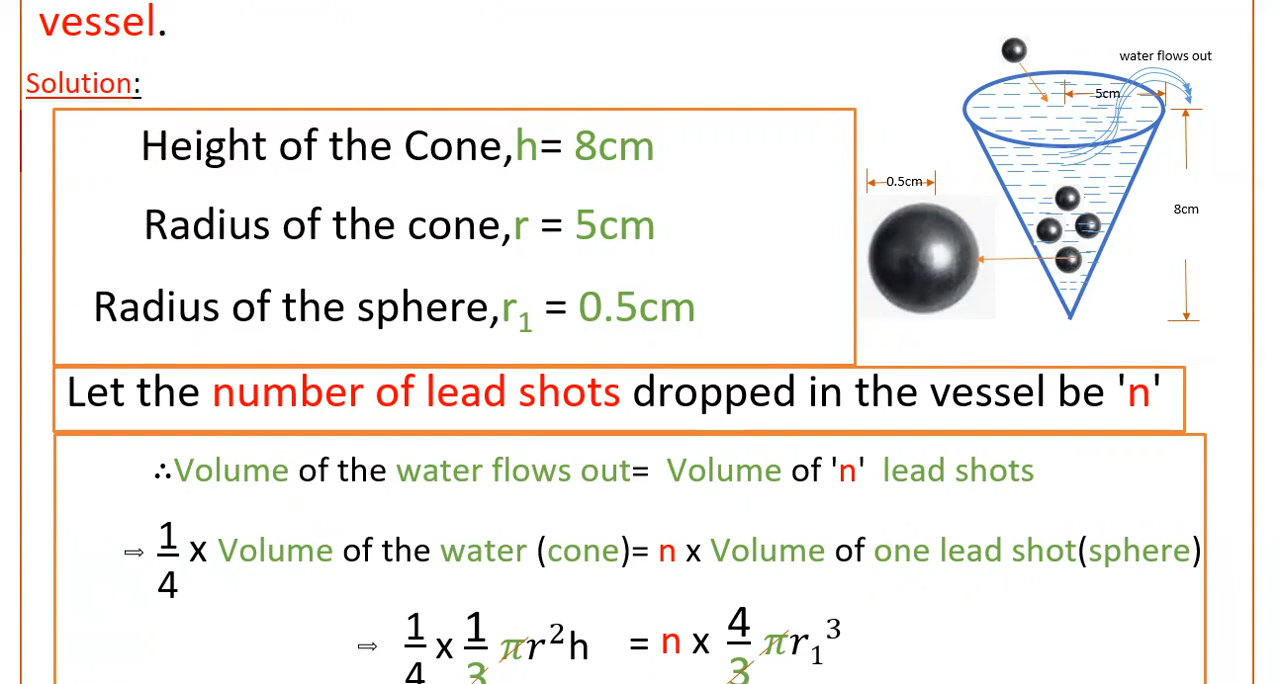 vessel.
Solution:
water flows out
5cm
Height of the Cone,h= 8cm
0.5cm
Radius of the cone,r = 5cm
8cm
Radius of the sphere,r₁ = 0.5cm
Let the number of lead shots dropped in the vessel be 'n'
∴Volume of the water flows out= Volume of 'n' lead shots
⇨ 1/4 x Volume of the water (cone)= n x Volume of one lead shot(sphere)
⇨ 1/4 x 1/3 πr²h = n x 4/3 πr₁³